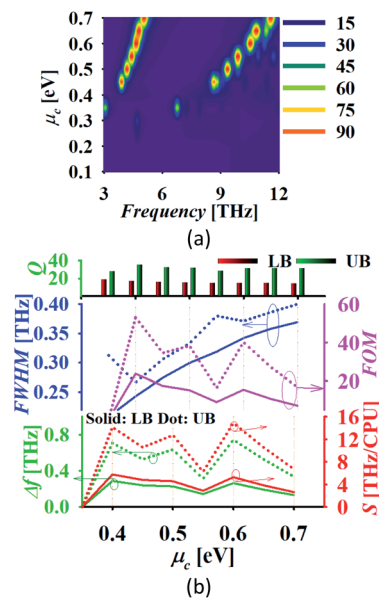 0.7
0.6
0.5
0.4
0.3
0.2
0.1
μc [eV]
3 6 9 12
Frequency [THz]
15
30
45
60
75
90
(a)
40
20
0
Q
LB UB
0.40
0.35
0.30
0.25
FWHM [THz]
60
40
20
FOM
Solid: LB Dot: UB
0.8
0.4
0.0
Δf [THz]
16
12
8
4
0
S [THz/CPU]
0.4 0.5 0.6 0.7
μc [eV]
(b)